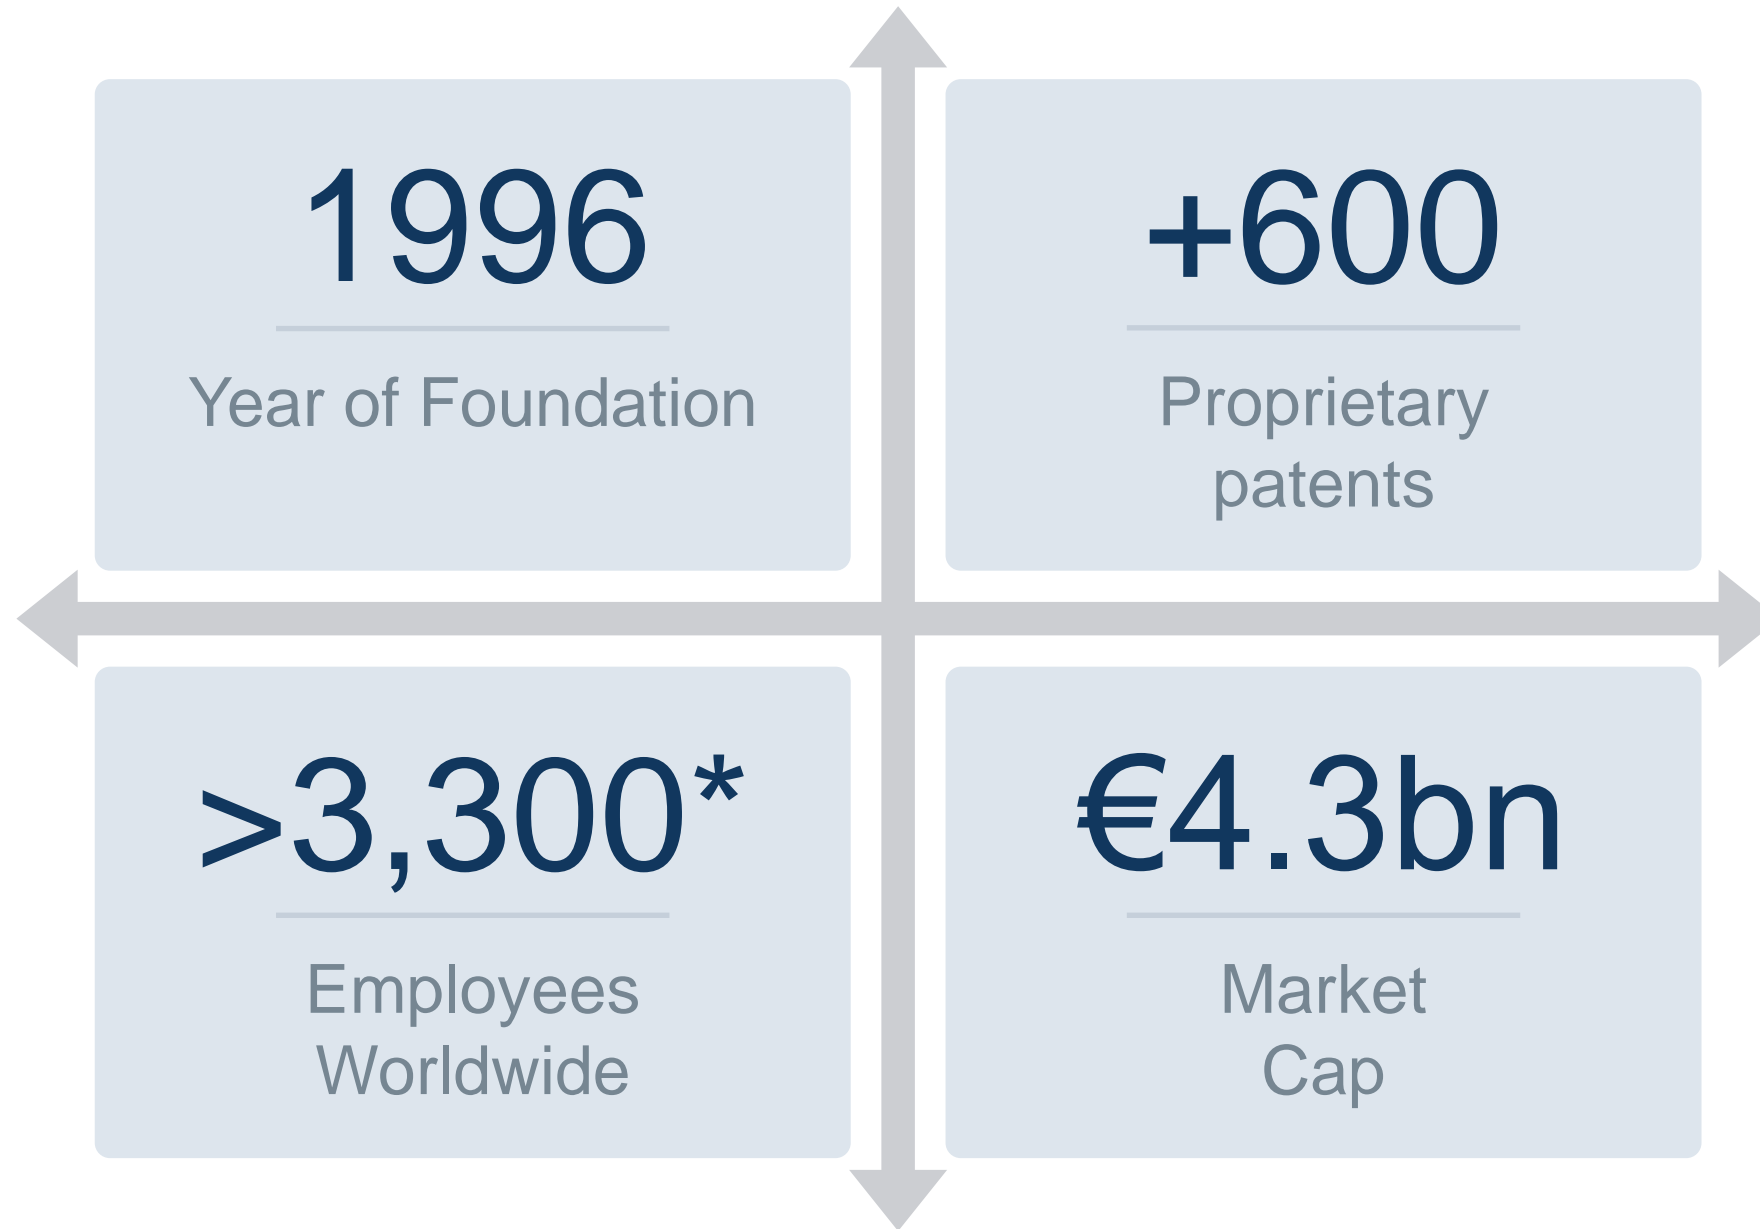 1996
Year of Foundation
+600
Proprietary
patents
>3,300*
Employees
Worldwide
€4.3bn
Market
Cap